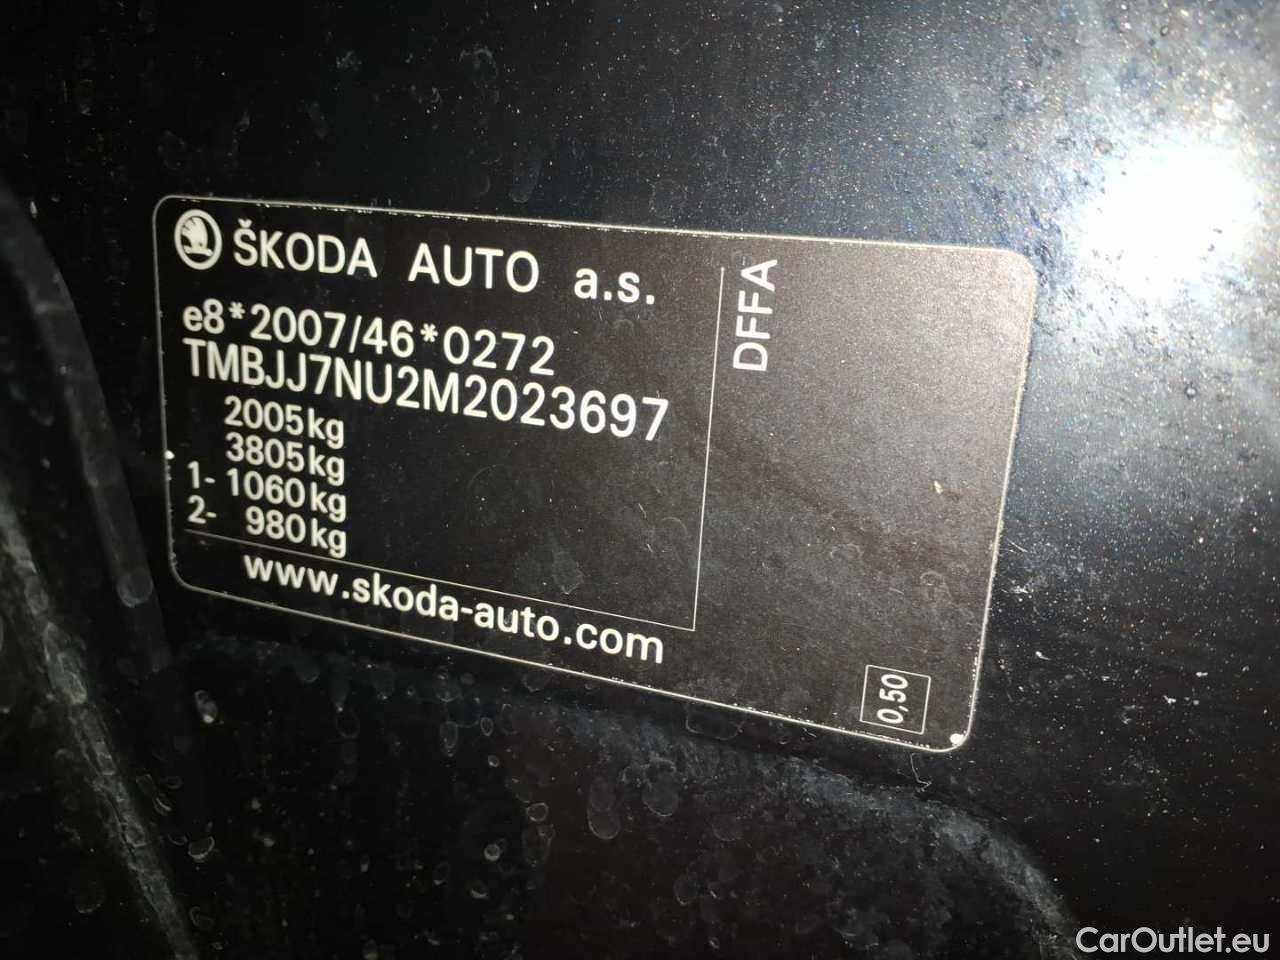 ŠKODA AUTO a.s.
e8*2007/46*0272
TMBJJ7NU2M2023697
2005kg
3805kg
1- 1060kg
2- 980kg
www.skoda-auto.com
DFFA
0,50
CarOutlet.eu